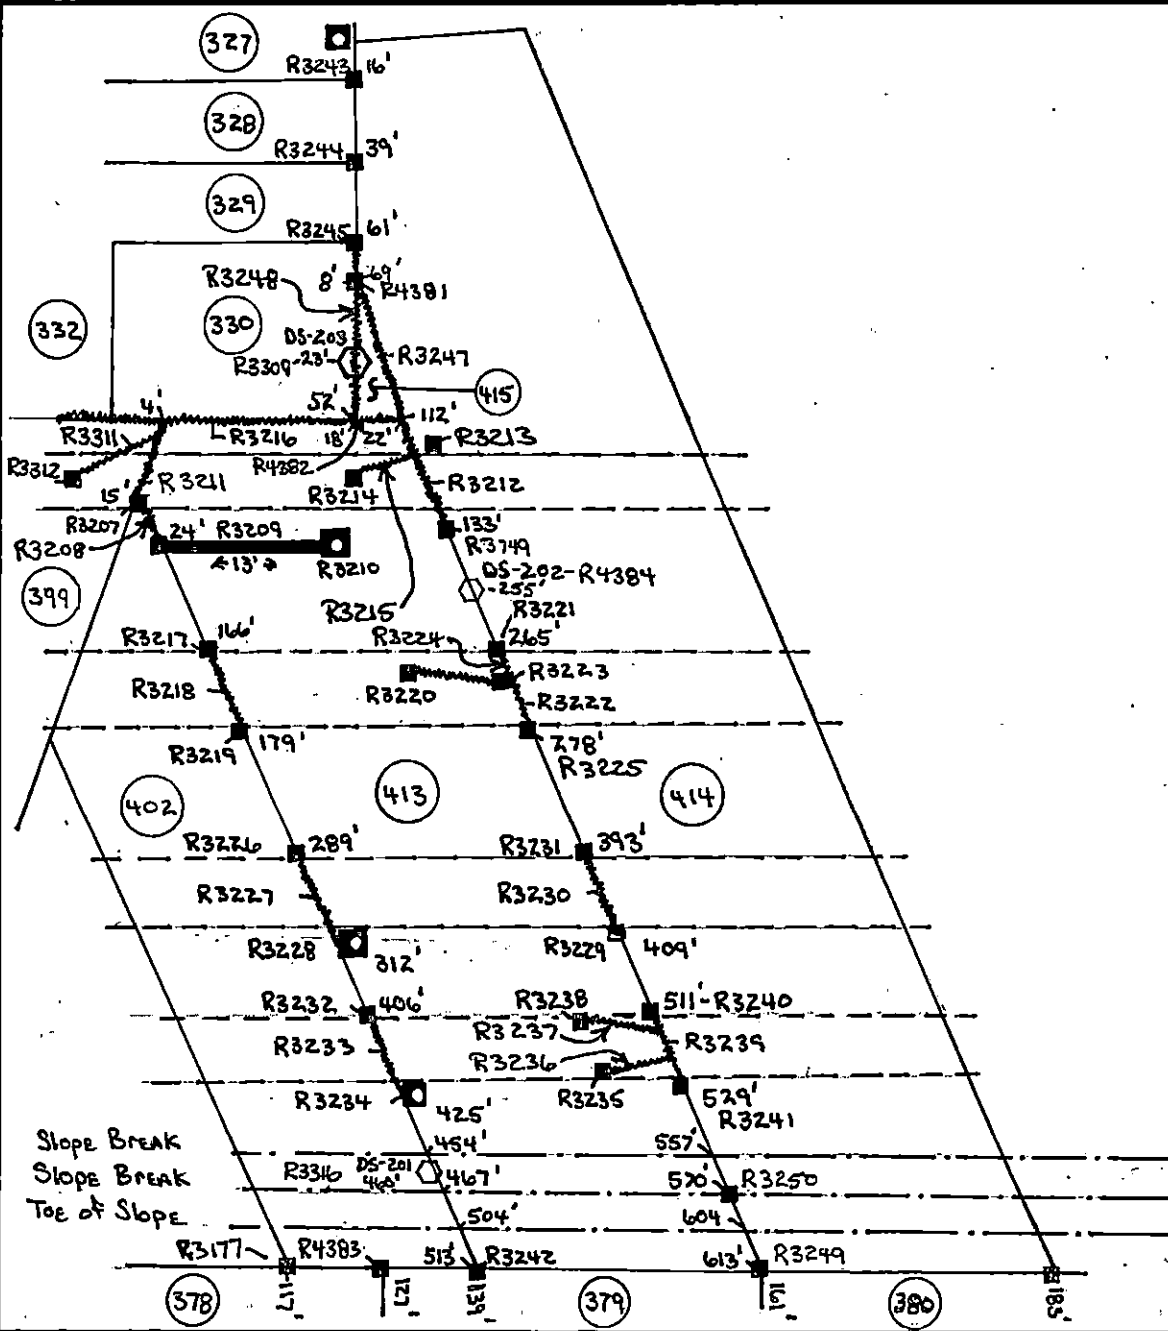 327
R3243 16'
328
R3244 39'
329
R3245 61'
R3248 8' 69'
R4381
332
330
DS-203
R3309-23'
R3247
415
4' 52' 112'
R3311 R3216 18' 22' R3213
R3312 R4382
R3211 R3214 R3212
15'
R3207 24' R3209 133'
R3208 R3749
←13'→ R3210 DS-202-R4384
-255'
399
R3215 R3221
R3217 166' R3224 265'
R3218 R3220 R3223
R3222
R3219 179' 278'
R3225
402 413 414
R3226 289' R3231 393'
R3227 R3230
R3228 312' R3229 409'
R3232 406' R3238 511'-R3240
R3233 R3237 R3239
R3236
R3234 425' R3235 529'
R3241
Slope Break 454' 557'
Slope Break R3316 DS-201 460' 467' 570' R3250
Toe of Slope 504' 604
R3177 R4383 513' R3242 613' R3249
378 117' 127' 139' 379 161' 380 183'